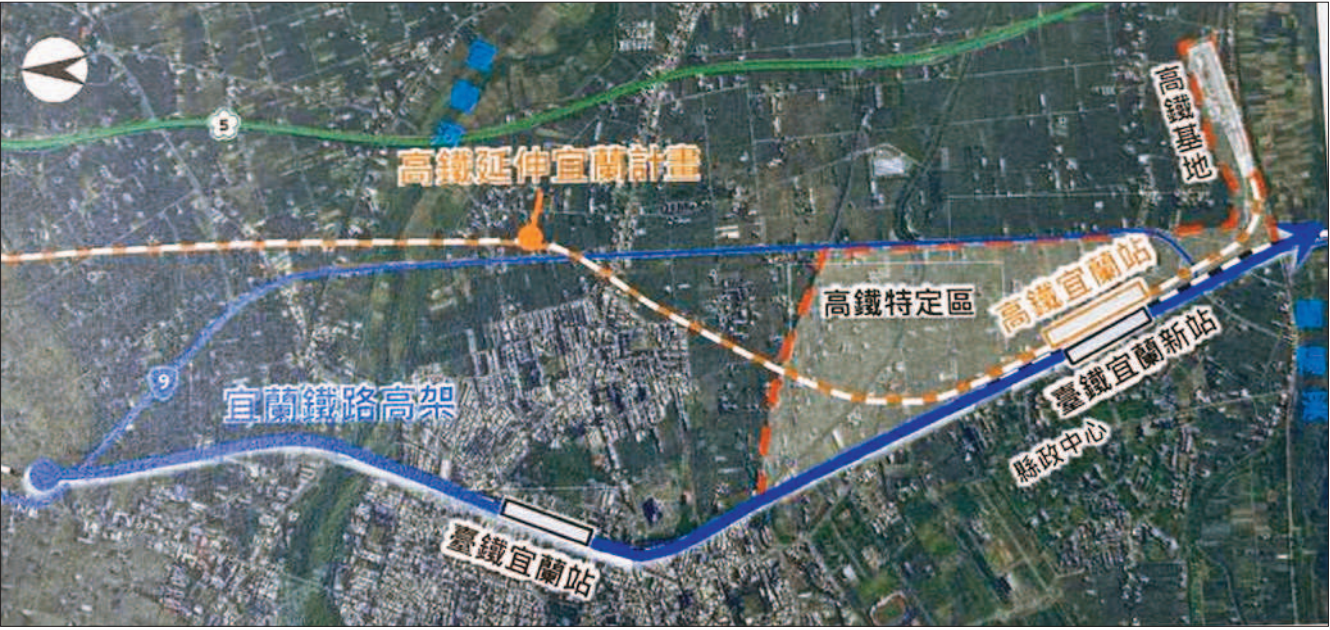 5
高鐵延伸宜蘭計畫
高鐵基地
高鐵宜蘭站
高鐵特定區
臺鐵宜蘭新站
縣政中心
9
宜蘭鐵路高架
臺鐵宜蘭站